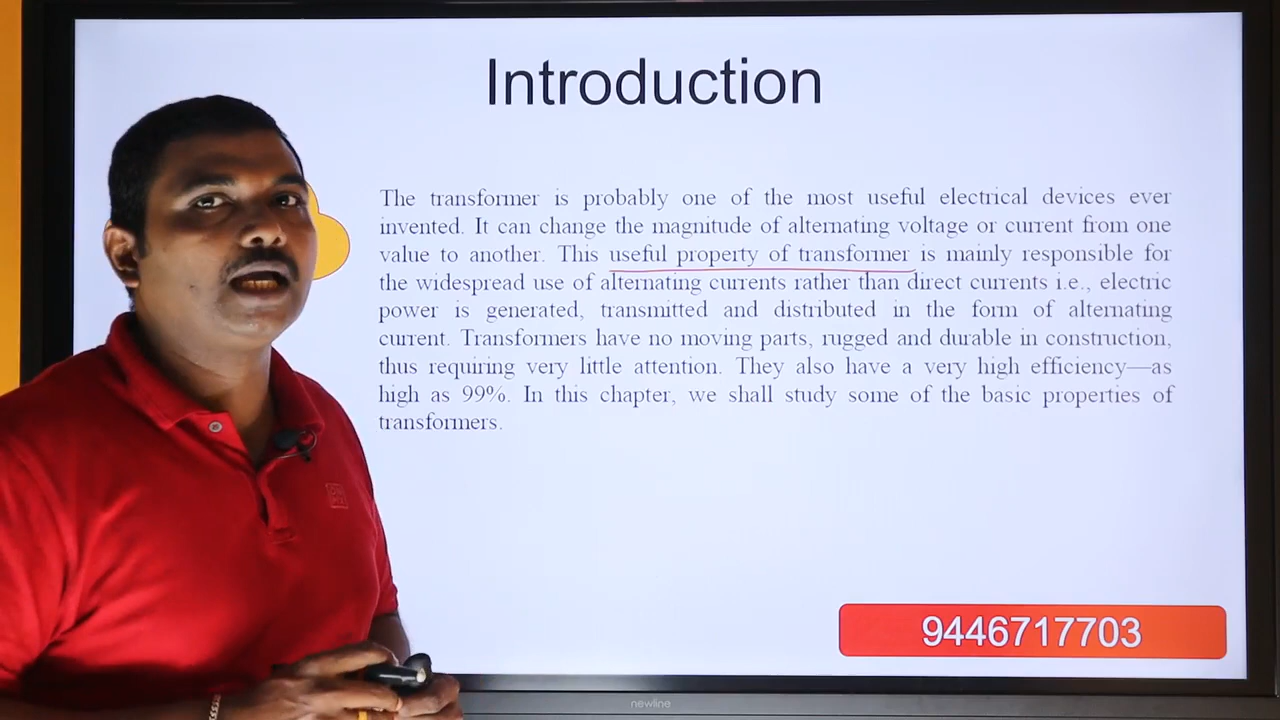 Introduction
The transformer is probably one of the most useful electrical devices ever
invented. It can change the magnitude of alternating voltage or current from one
value to another. This useful property of transformer is mainly responsible for
the widespread use of alternating currents rather than direct currents i.e., electric
power is generated, transmitted and distributed in the form of alternating
current. Transformers have no moving parts, rugged and durable in construction,
thus requiring very little attention. They also have a very high efficiency—as
high as 99%. In this chapter, we shall study some of the basic properties of
transformers.
9446717703
newline